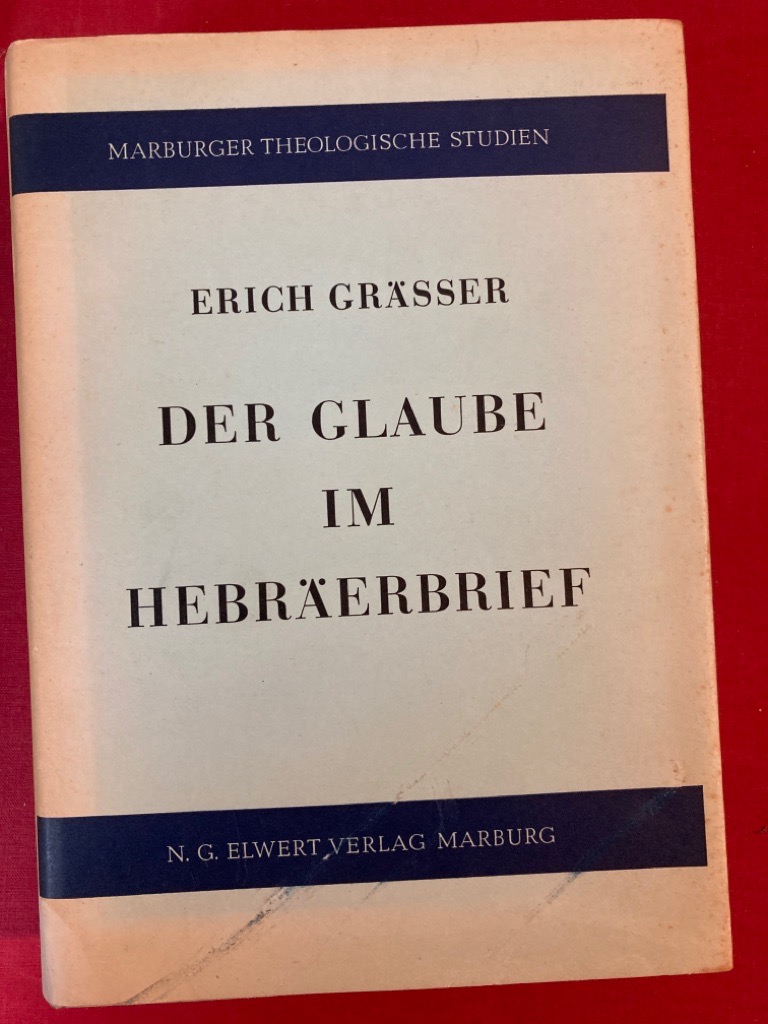 MARBURGER THEOLOGISCHE STUDIEN
ERICH GRÄSSER
DER GLAUBE
IM
HEBRÄERBRIEF
N. G. ELWERT VERLAG MARBURG